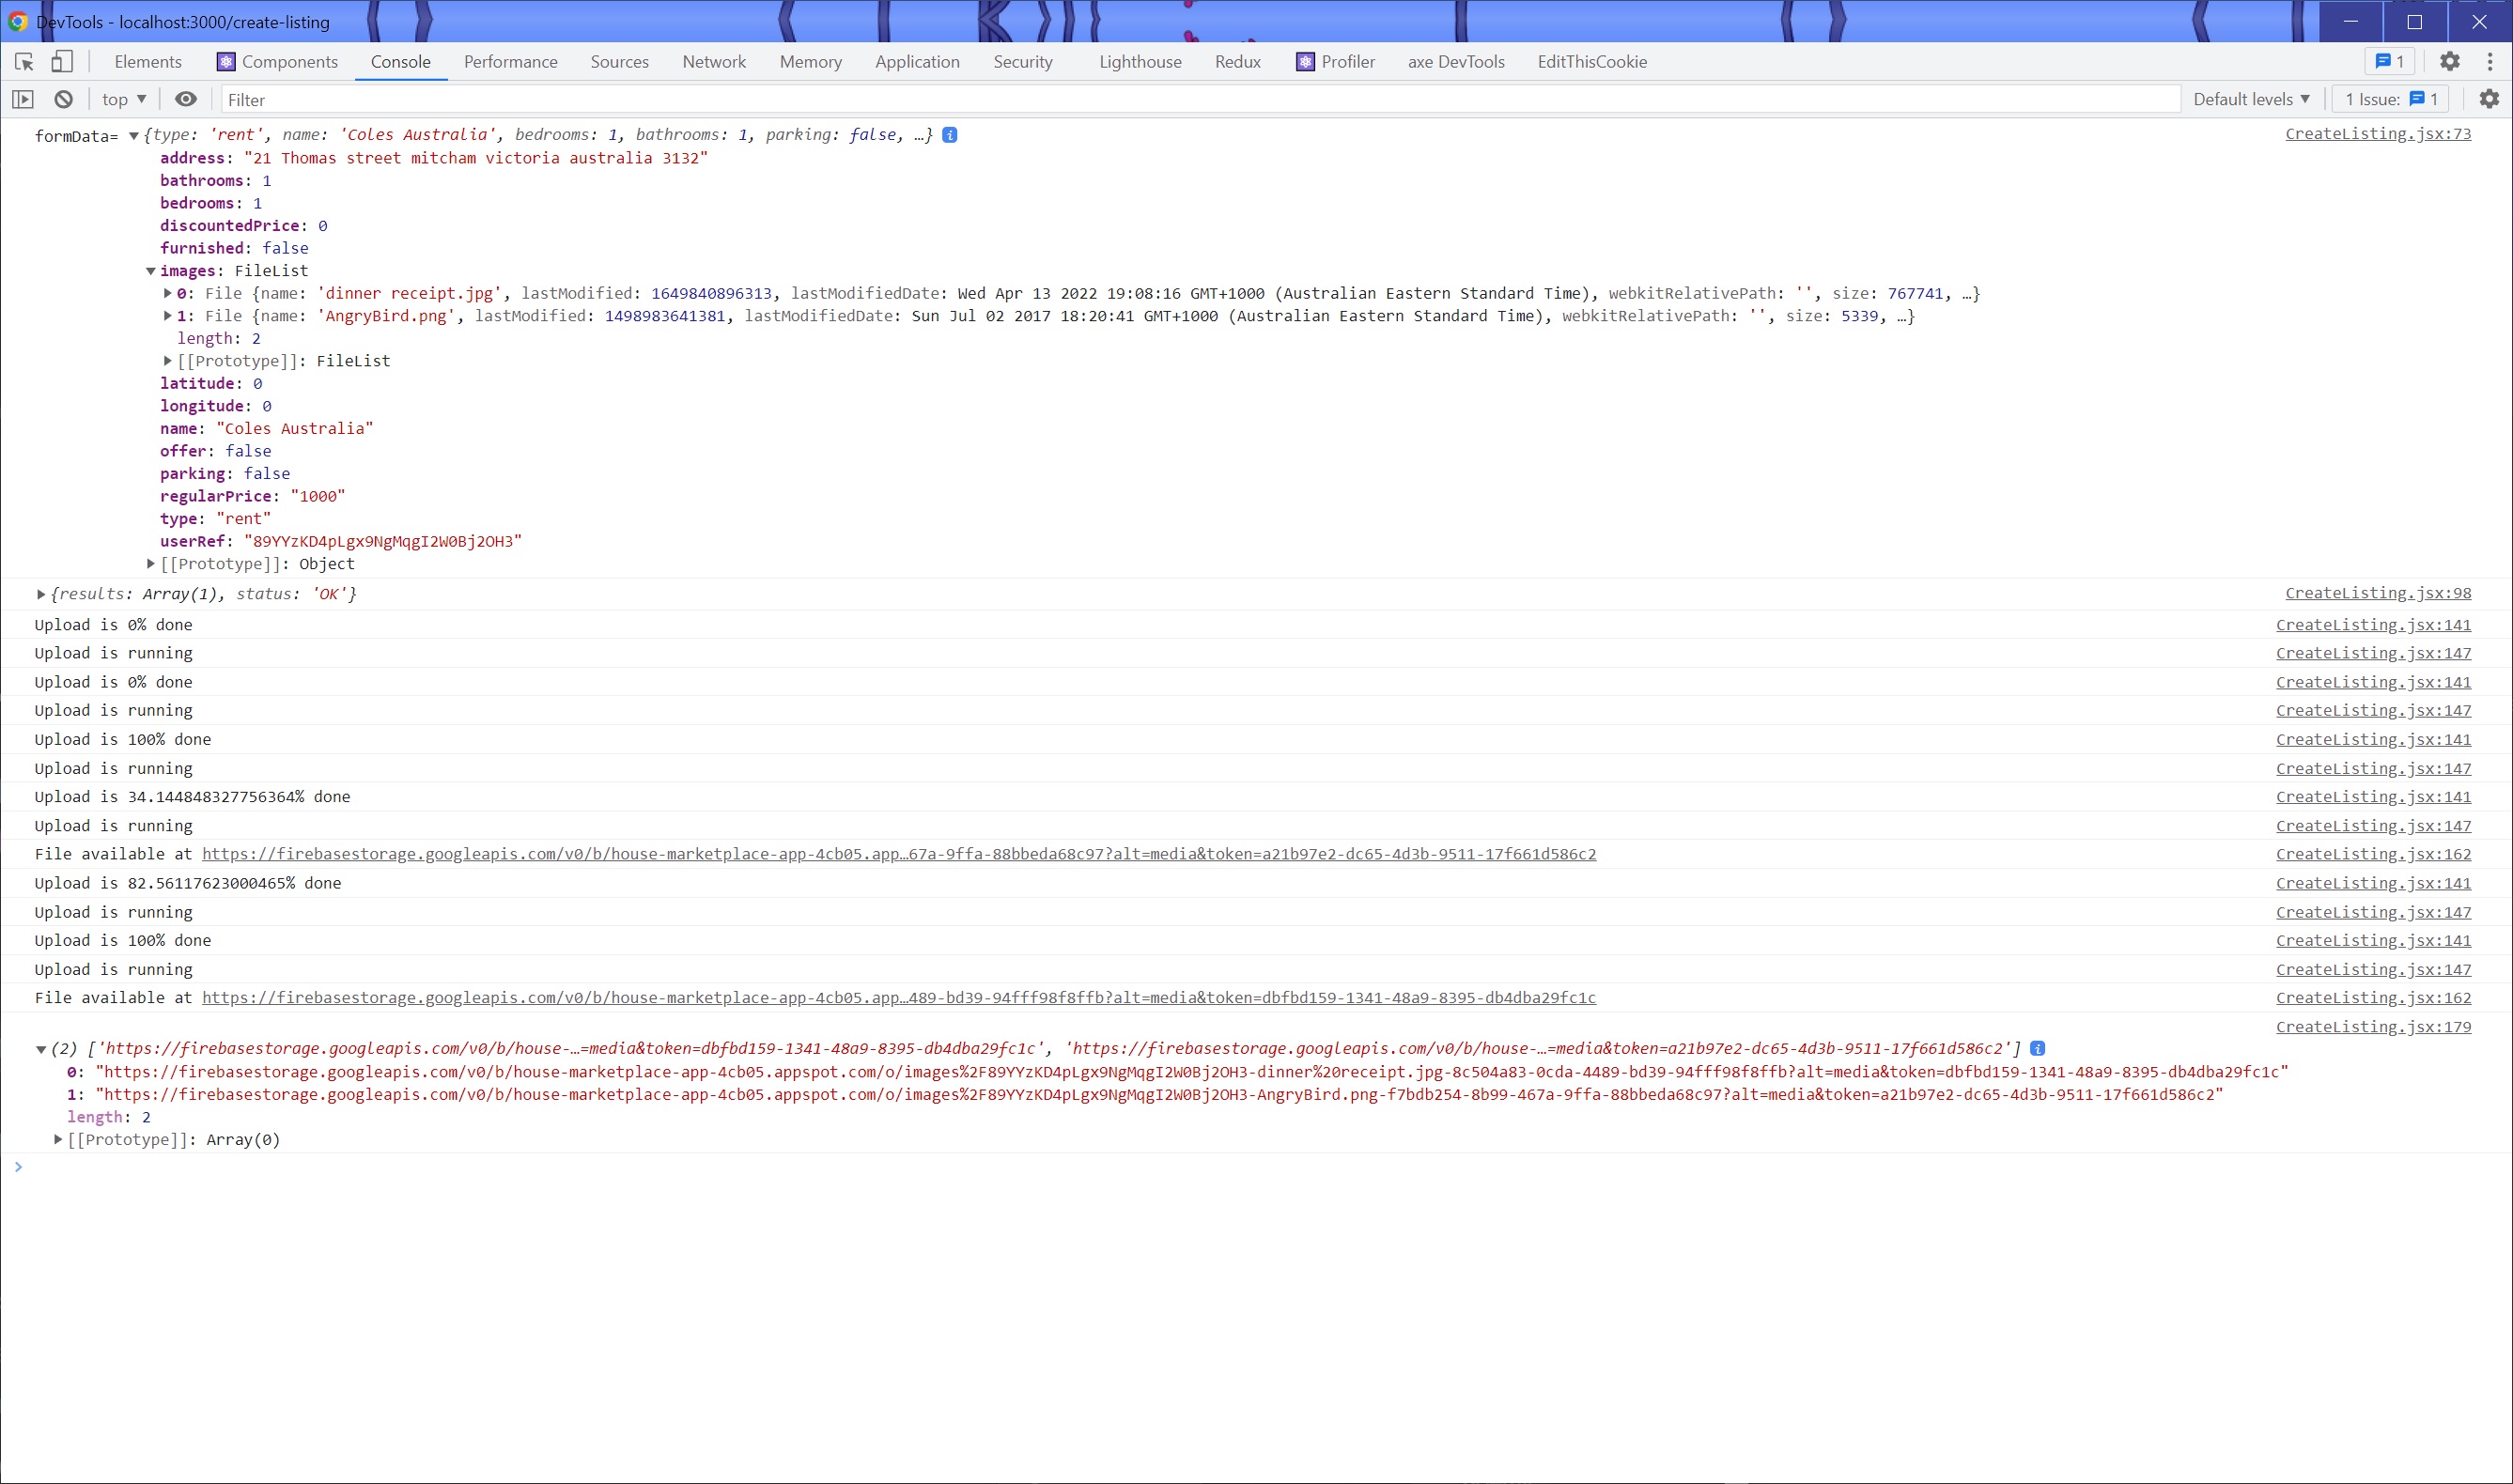 DevTools - localhost:3000/create-listing
Elements Components Console Performance Sources Network Memory Application Security Lighthouse Redux Profiler axe DevTools EditThisCookie 1
top Filter Default levels 1 Issue: 1
formData= {type: 'rent', name: 'Coles Australia', bedrooms: 1, bathrooms: 1, parking: false, …} CreateListing.jsx:73
address: "21 Thomas street mitcham victoria australia 3132"
bathrooms: 1
bedrooms: 1
discountedPrice: 0
furnished: false
images: FileList
0: File {name: 'dinner receipt.jpg', lastModified: 1649840896313, lastModifiedDate: Wed Apr 13 2022 19:08:16 GMT+1000 (Australian Eastern Standard Time), webkitRelativePath: '', size: 767741, …}
1: File {name: 'AngryBird.png', lastModified: 1498983641381, lastModifiedDate: Sun Jul 02 2017 18:20:41 GMT+1000 (Australian Eastern Standard Time), webkitRelativePath: '', size: 5339, …}
length: 2
[[Prototype]]: FileList
latitude: 0
longitude: 0
name: "Coles Australia"
offer: false
parking: false
regularPrice: "1000"
type: "rent"
userRef: "89YYzKD4pLgx9NgMqgI2W0Bj2OH3"
[[Prototype]]: Object
{results: Array(1), status: 'OK'} CreateListing.jsx:98
Upload is 0% done CreateListing.jsx:141
Upload is running CreateListing.jsx:147
Upload is 0% done CreateListing.jsx:141
Upload is running CreateListing.jsx:147
Upload is 100% done CreateListing.jsx:141
Upload is running CreateListing.jsx:147
Upload is 34.144848327756364% done CreateListing.jsx:141
Upload is running CreateListing.jsx:147
File available at https://firebasestorage.googleapis.com/v0/b/house-marketplace-app-4cb05.app…67a-9ffa-88bbeda68c97?alt=media&token=a21b97e2-dc65-4d3b-9511-17f661d586c2 CreateListing.jsx:162
Upload is 82.56117623000465% done CreateListing.jsx:141
Upload is running CreateListing.jsx:147
Upload is 100% done CreateListing.jsx:141
Upload is running CreateListing.jsx:147
File available at https://firebasestorage.googleapis.com/v0/b/house-marketplace-app-4cb05.app…489-bd39-94fff98f8ffb?alt=media&token=dbfbd159-1341-48a9-8395-db4dba29fc1c CreateListing.jsx:162
CreateListing.jsx:179
(2) ['https://firebasestorage.googleapis.com/v0/b/house-…=media&token=dbfbd159-1341-48a9-8395-db4dba29fc1c', 'https://firebasestorage.googleapis.com/v0/b/house-…=media&token=a21b97e2-dc65-4d3b-9511-17f661d586c2']
0: "https://firebasestorage.googleapis.com/v0/b/house-marketplace-app-4cb05.appspot.com/o/images%2F89YYzKD4pLgx9NgMqgI2W0Bj2OH3-dinner%20receipt.jpg-8c504a83-0cda-4489-bd39-94fff98f8ffb?alt=media&token=dbfbd159-1341-48a9-8395-db4dba29fc1c"
1: "https://firebasestorage.googleapis.com/v0/b/house-marketplace-app-4cb05.appspot.com/o/images%2F89YYzKD4pLgx9NgMqgI2W0Bj2OH3-AngryBird.png-f7bdb254-8b99-467a-9ffa-88bbeda68c97?alt=media&token=a21b97e2-dc65-4d3b-9511-17f661d586c2"
length: 2
[[Prototype]]: Array(0)